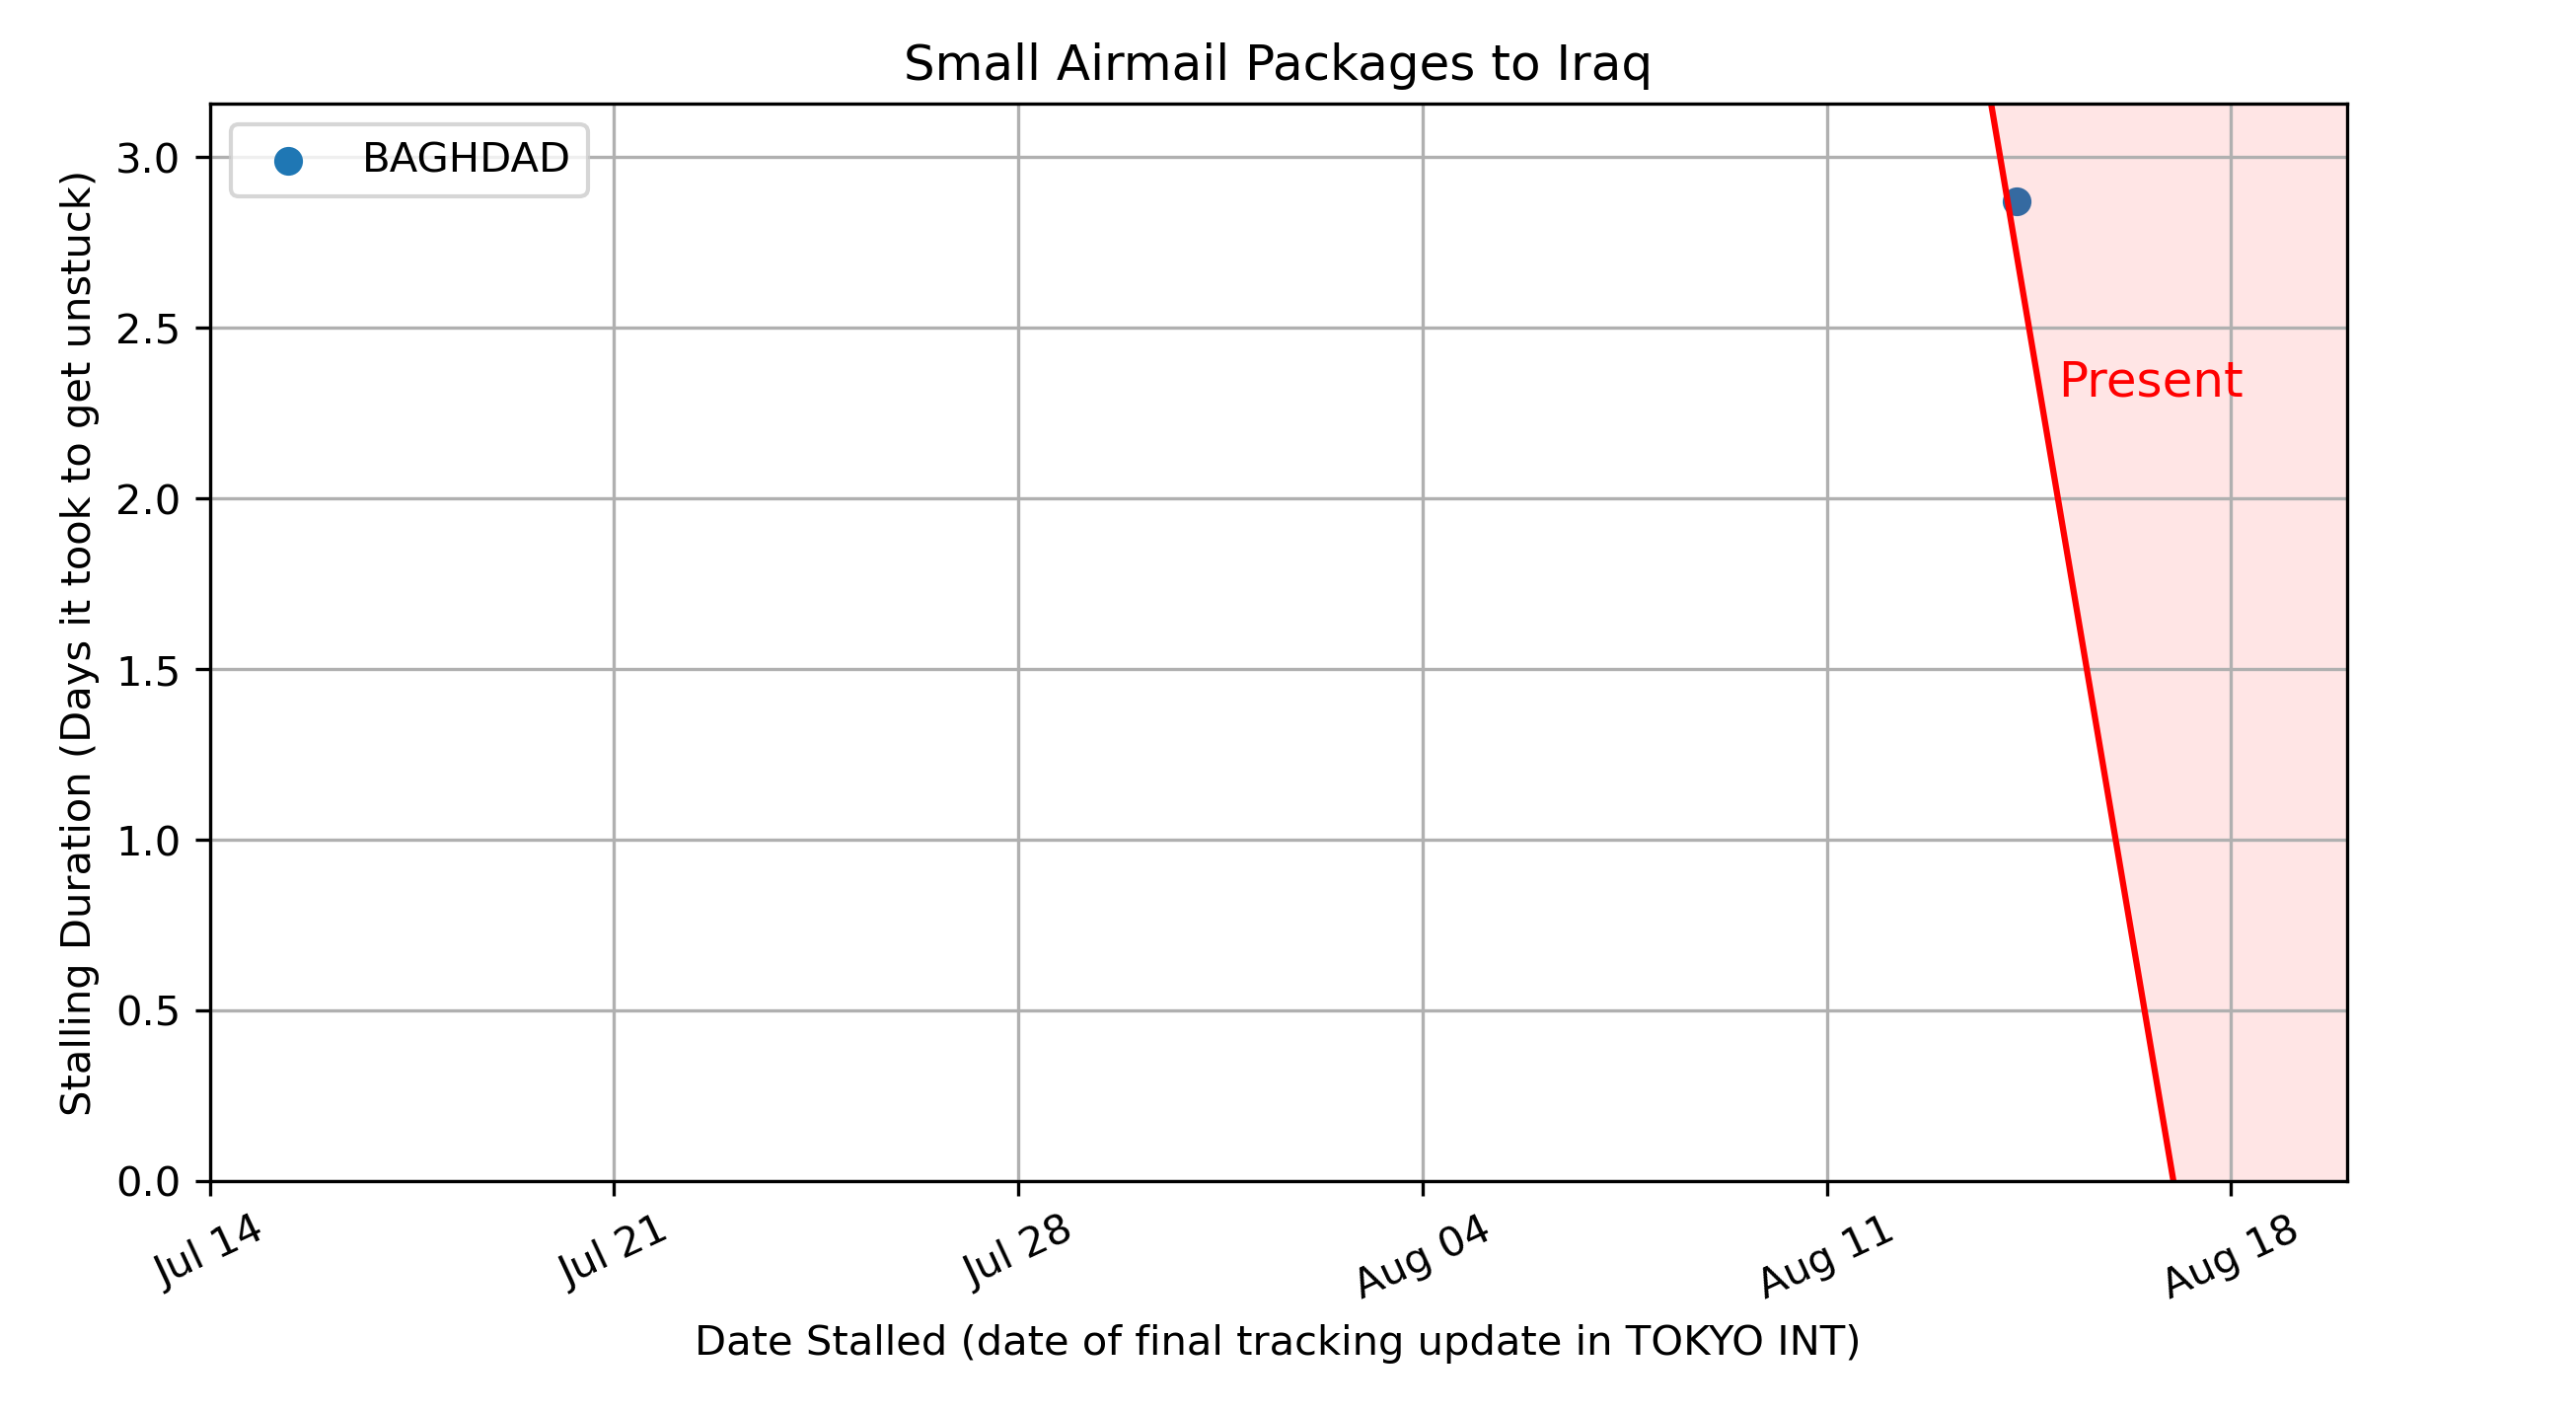 Small Airmail Packages to Iraq
BAGHDAD
Present
Stalling Duration (Days it took to get unstuck)
3.0
2.5
2.0
1.5
1.0
0.5
0.0
Jul 14
Jul 21
Jul 28
Aug 04
Aug 11
Aug 18
Date Stalled (date of final tracking update in TOKYO INT)